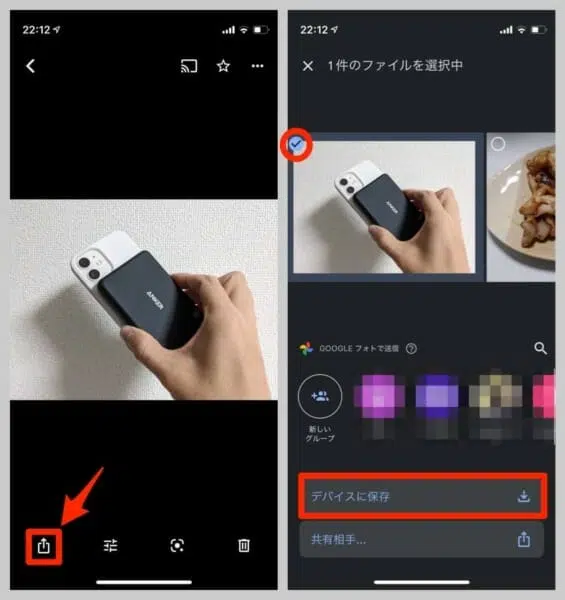 22:12
ANKER
22:12
1件のファイルを選択中
ANKER
GOOGLE フォトで送信
新しい
グループ
デバイスに保存
共有相手...